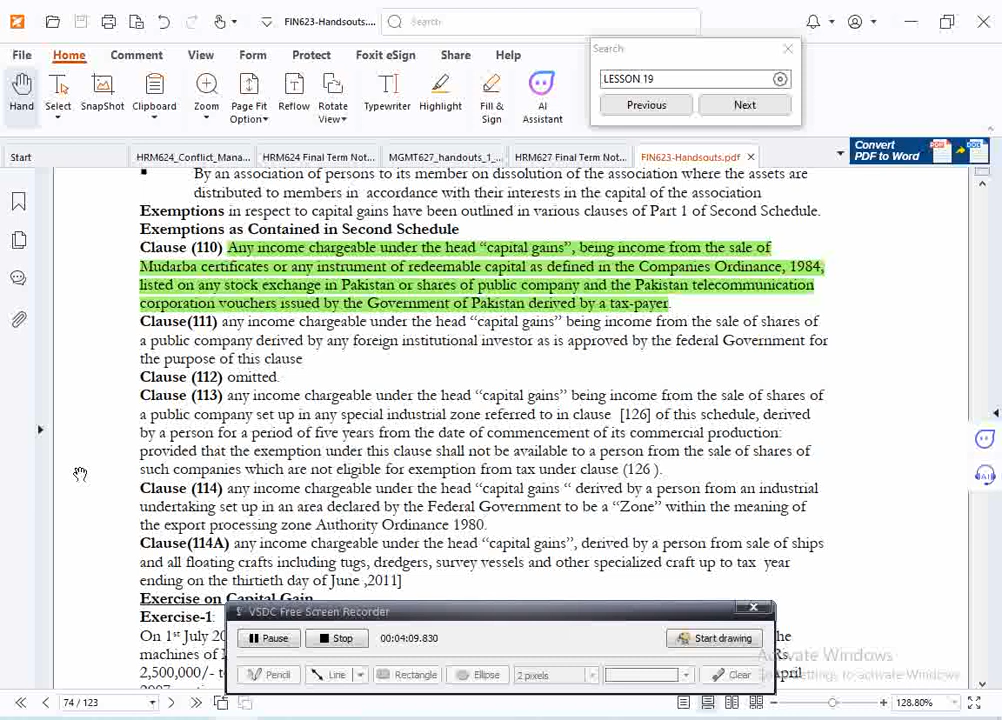 FIN623-Handsouts....
Search
File
Home
Comment
View
Form
Protect
Foxit eSign
Share
Help
Search
LESSON 19
Previous
Next
Hand
Select
SnapShot
Clipboard
Zoom
Page Fit
Option
Reflow
Rotate
View
Typewriter
Highlight
Fill &
Sign
AI
Assistant
Start
HRM624_Conflict_Mana...
HRM624 Final Term Not...
MGMT627_handouts_1_...
HRM627 Final Term Not...
FIN623-Handsouts.pdf
Convert
PDF to Word
By an association of persons to its member on dissolution of the association where the assets are
distributed to members in accordance with their interests in the capital of the association
Exemptions in respect to capital gains have been outlined in various clauses of Part 1 of Second Schedule.
Exemptions as Contained in Second Schedule
Clause (110) Any income chargeable under the head “capital gains”, being income from the sale of
Mudarba certificates or any instrument of redeemable capital as defined in the Companies Ordinance, 1984,
listed on any stock exchange in Pakistan or shares of public company and the Pakistan telecommunication
corporation vouchers issued by the Government of Pakistan derived by a tax-payer.
Clause(111) any income chargeable under the head “capital gains” being income from the sale of shares of
a public company derived by any foreign institutional investor as is approved by the federal Government for
the purpose of this clause
Clause (112) omitted.
Clause (113) any income chargeable under the head “capital gains” being income from the sale of shares of
a public company set up in any special industrial zone referred to in clause [126] of this schedule, derived
by a person for a period of five years from the date of commencement of its commercial production:
provided that the exemption under this clause shall not be available to a person from the sale of shares of
such companies which are not eligible for exemption from tax under clause (126 ).
Clause (114) any income chargeable under the head “capital gains “ derived by a person from an industrial
undertaking set up in an area declared by the Federal Government to be a “Zone” within the meaning of
the export processing zone Authority Ordinance 1980.
Clause(114A) any income chargeable under the head “capital gains”, derived by a person from sale of ships
and all floating crafts including tugs, dredgers, survey vessels and other specialized craft up to tax year
ending on the thirtieth day of June ,2011]
Exercise on Capital Gain
Exercise-1:
On 1st July 20
the
machines of
Rs.
2,500,000/- t
April
VSDC Free Screen Recorder
Pause
Stop
00:04:09.830
Start drawing
Pencil
Line
Rectangle
Ellipse
2 pixels
Clear
Activate Windows
Settings to activate Windows.
74 / 123
128.80%